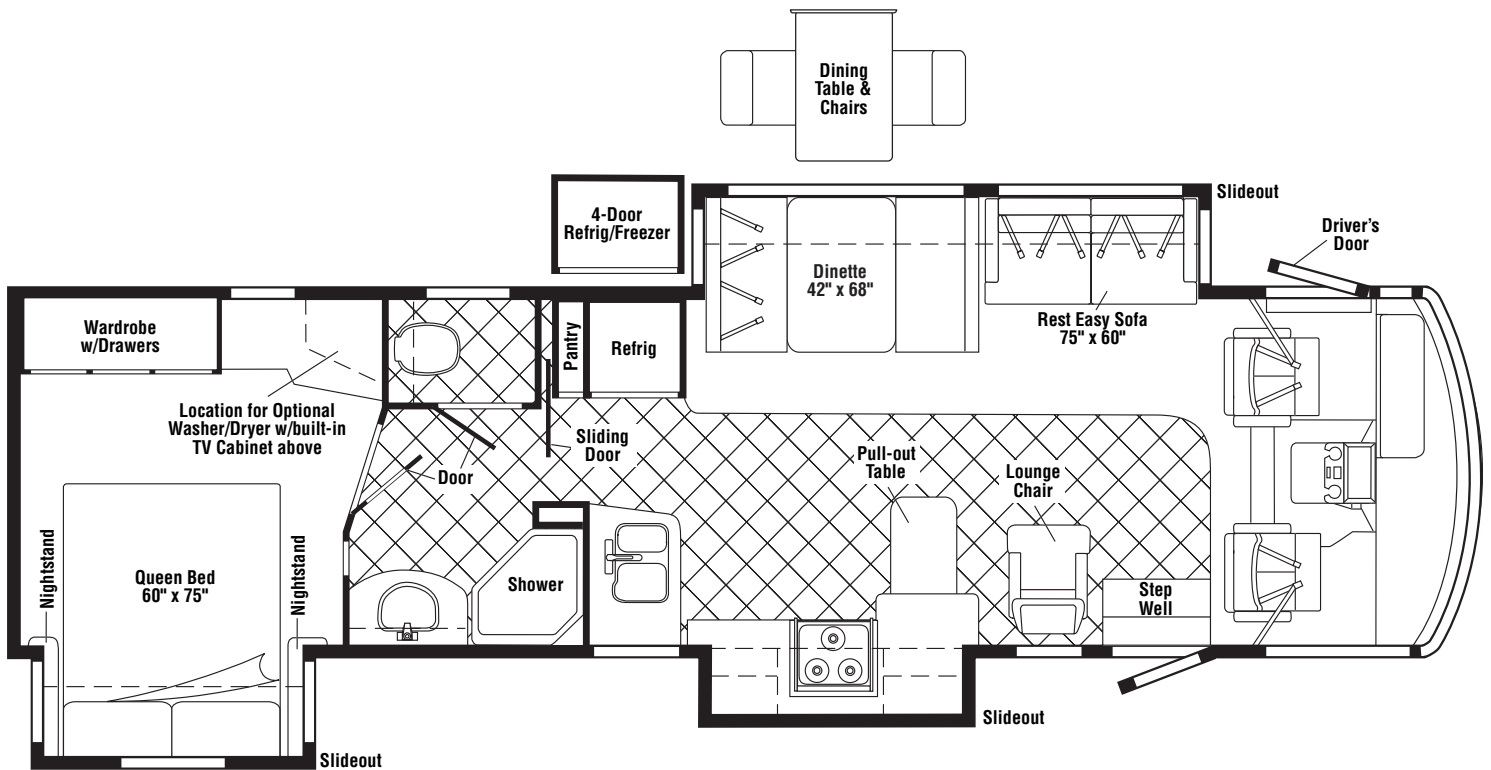 Dining
Table &
Chairs
4-Door
Refrig/Freezer
Slideout
Driver's
Door
Dinette
42" x 68"
Rest Easy Sofa
75" x 60"
Wardrobe
w/Drawers
Pantry
Refrig
Location for Optional
Washer/Dryer w/built-in
TV Cabinet above
Sliding
Door
Door
Pull-out
Table
Lounge
Chair
Nightstand
Queen Bed
60" x 75"
Nightstand
Shower
Step
Well
Slideout
Slideout